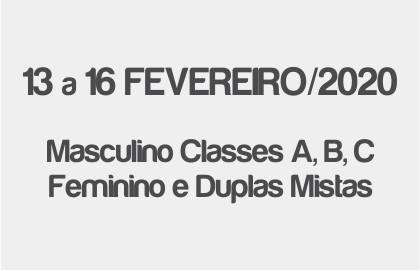 13 a 16 FEVEREIRO/2020
Masculino Classes A, B, C
Feminino e Duplas Mistas